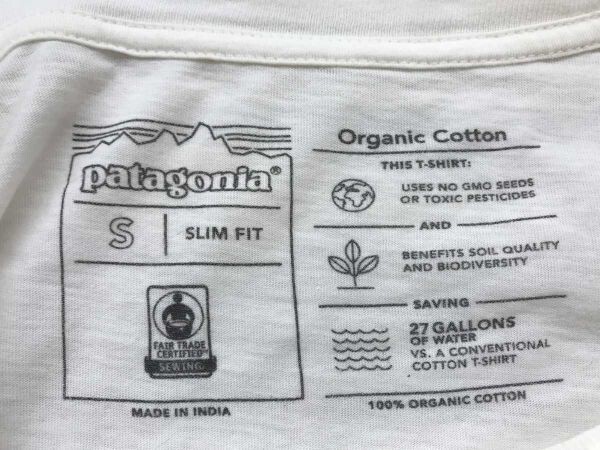 patagonia®
S | SLIM FIT
FAIR TRADE
CERTIFIED™
SEWING
MADE IN INDIA
Organic Cotton
THIS T-SHIRT:
USES NO GMO SEEDS
OR TOXIC PESTICIDES
AND
BENEFITS SOIL QUALITY
AND BIODIVERSITY
SAVING
27 GALLONS
OF WATER
VS. A CONVENTIONAL
COTTON T-SHIRT
100% ORGANIC COTTON